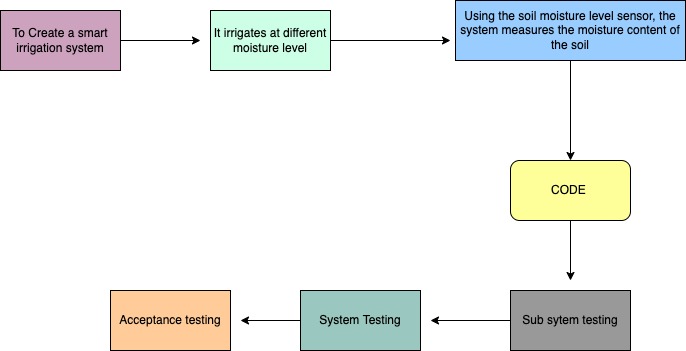 To Create a smart
irrigation system
It irrigates at different
moisture level
Using the soil moisture level sensor, the
system measures the moisture content of
the soil
CODE
Acceptance testing
System Testing
Sub sytem testing